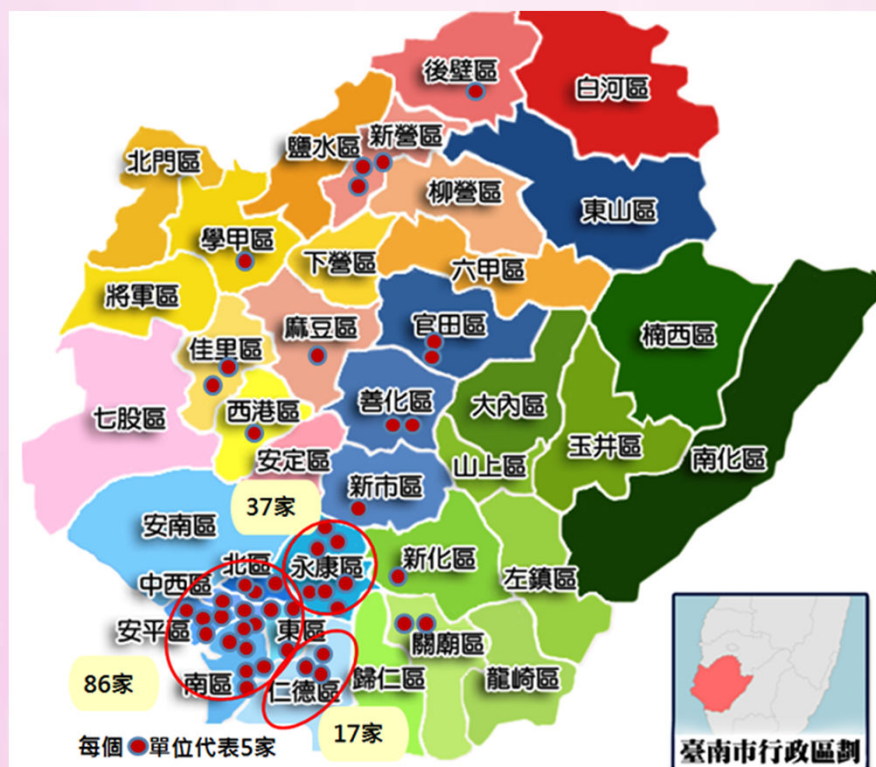 後壁區
白河區
新營區
鹽水區
北門區
柳營區
東山區
學甲區
下營區
六甲區
將軍區
麻豆區
官田區
楠西區
佳里區
七股區
西港區
善化區
大內區
玉井區
安定區
山上區
南化區
新市區
37家
安南區
北區
永康區
新化區
中西區
左鎮區
安平區
東區
關廟區
南區
仁德區
歸仁區
龍崎區
86家
17家
每個單位代表5家
臺南市行政區劃